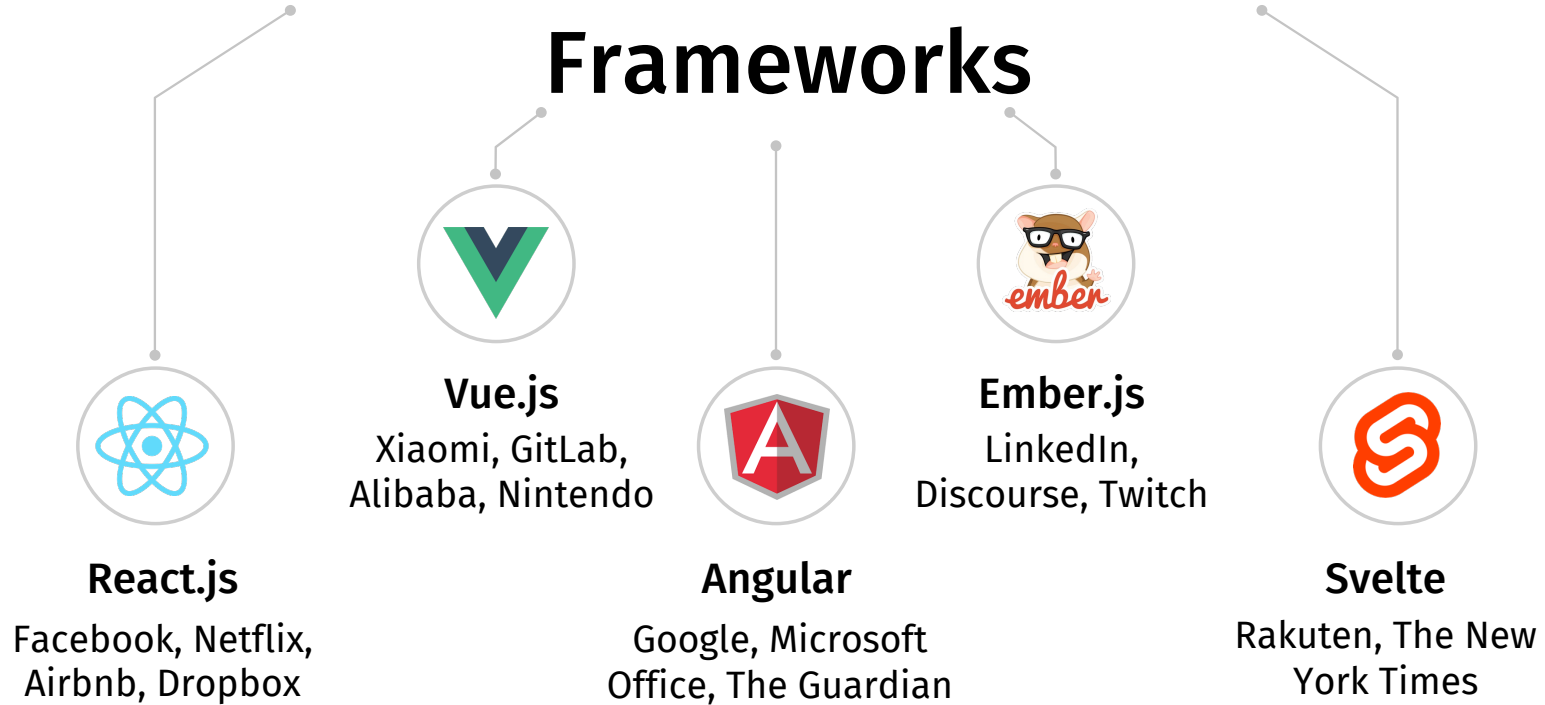 Frameworks
ember
Vue.js
Xiaomi, GitLab,
Alibaba, Nintendo
Ember.js
LinkedIn,
Discourse, Twitch
React.js
Facebook, Netflix,
Airbnb, Dropbox
Angular
Google, Microsoft
Office, The Guardian
Svelte
Rakuten, The New
York Times